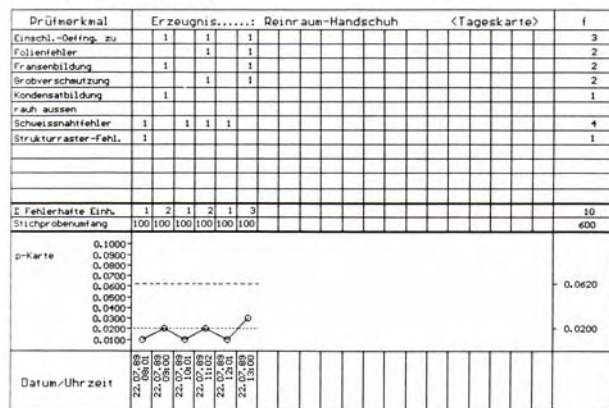 Prüfmerkmal Erzeugnis......: Reinraum-Handschuh <Tageskarte> f
Einschl.-Oeffng. zu 1 1 3
Folienfehler 1 1 2
Fransenbildung 1 1 2
Grobverschmutzung 1 1 2
Kondensatbildung 1 1
rauh aussen
Schweissnahtfehler 1 1 1 1 4
Strukturraster-Fehl. 1 1
Σ Fehlerhafte Einh. 1 2 1 2 1 3 10
Stichprobenumfang 100 100 100 100 100 100 600
p-Karte
0.1000
0.0900
0.0800
0.0700
0.0600 0.0620
0.0500
0.0400
0.0300
0.0200 0.0200
0.0100
Datum/Uhrzeit
22.07.89 08:01
22.07.89 09:00
22.07.89 10:01
22.07.89 11:02
22.07.89 12:01
22.07.89 13:00